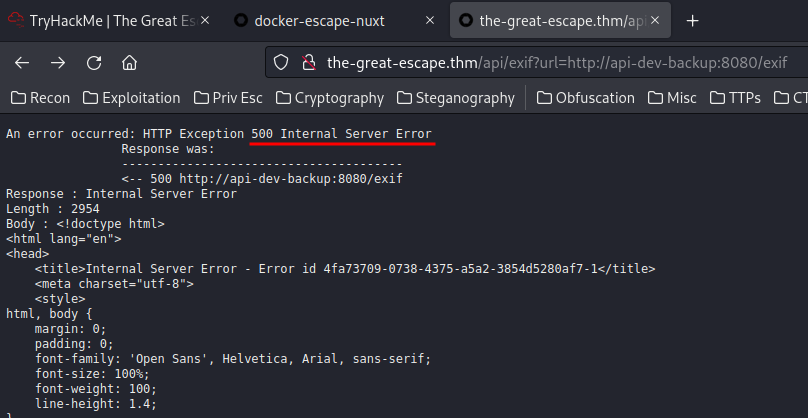 TryHackMe | The Great Es
docker-escape-nuxt
the-great-escape.thm/api
the-great-escape.thm/api/exif?url=http://api-dev-backup:8080/exif
Recon
Exploitation
Priv Esc
Cryptography
Steganography
Obfuscation
Misc
TTPs
CT
An error occurred: HTTP Exception 500 Internal Server Error
Response was:
---------------------------------------
<-- 500 http://api-dev-backup:8080/exif
Response : Internal Server Error
Length : 2954
Body : <!doctype html>
<html lang="en">
<head>
<title>Internal Server Error - Error id 4fa73709-0738-4375-a5a2-3854d5280af7-1</title>
<meta charset="utf-8">
<style>
html, body {
margin: 0;
padding: 0;
font-family: 'Open Sans', Helvetica, Arial, sans-serif;
font-size: 100%;
font-weight: 100;
line-height: 1.4;
}